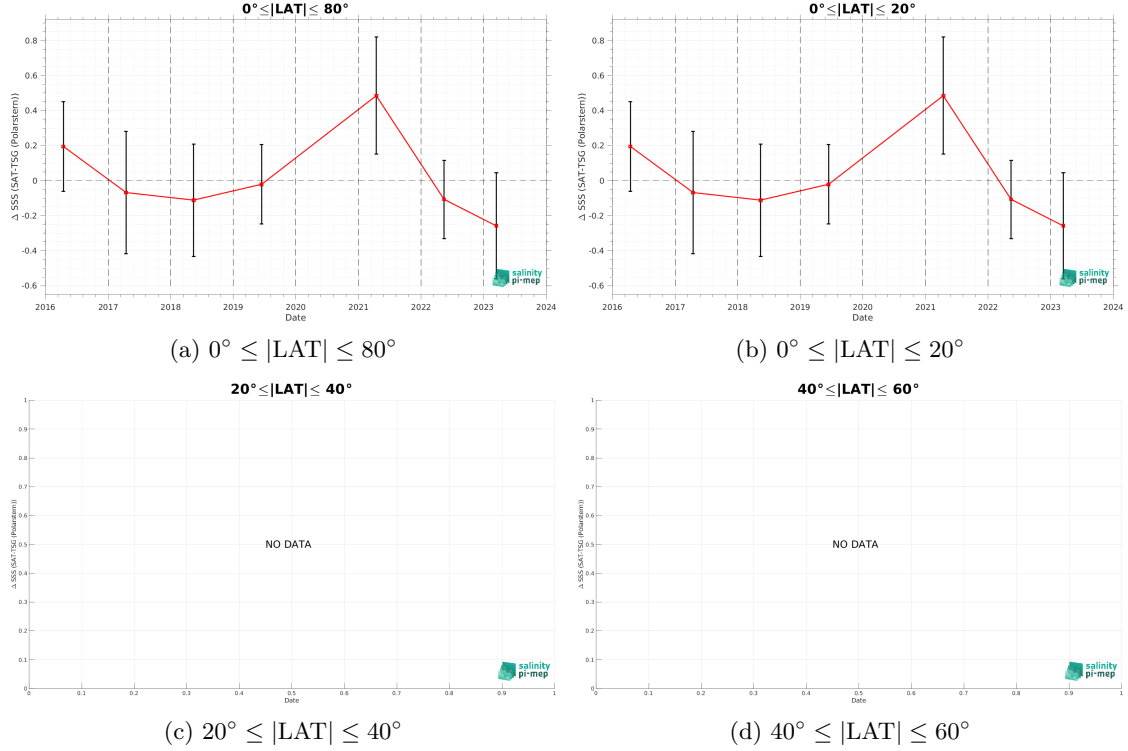 0°≤|LAT|≤ 80°
Δ SSS (SAT-TSG (Polarstern))
0.8
0.6
0.4
0.2
0
-0.2
-0.4
-0.6
2016 2017 2018 2019 2020 2021 2022 2023 2024
Date
salinity
pi-mep
(a) 0° ≤ |LAT| ≤ 80°
0°≤|LAT|≤ 20°
Δ SSS (SAT-TSG (Polarstern))
0.8
0.6
0.4
0.2
0
-0.2
-0.4
-0.6
2016 2017 2018 2019 2020 2021 2022 2023 2024
Date
salinity
pi-mep
(b) 0° ≤ |LAT| ≤ 20°
20°≤|LAT|≤ 40°
Δ SSS (SAT-TSG (Polarstern))
1
0.9
0.8
0.7
0.6
0.5
0.4
0.3
0.2
0.1
0
NO DATA
0 0.1 0.2 0.3 0.4 0.5 0.6 0.7 0.8 0.9 1
Date
salinity
pi-mep
(c) 20° ≤ |LAT| ≤ 40°
40°≤|LAT|≤ 60°
Δ SSS (SAT-TSG (Polarstern))
1
0.9
0.8
0.7
0.6
0.5
0.4
0.3
0.2
0.1
0
NO DATA
0 0.1 0.2 0.3 0.4 0.5 0.6 0.7 0.8 0.9 1
Date
salinity
pi-mep
(d) 40° ≤ |LAT| ≤ 60°